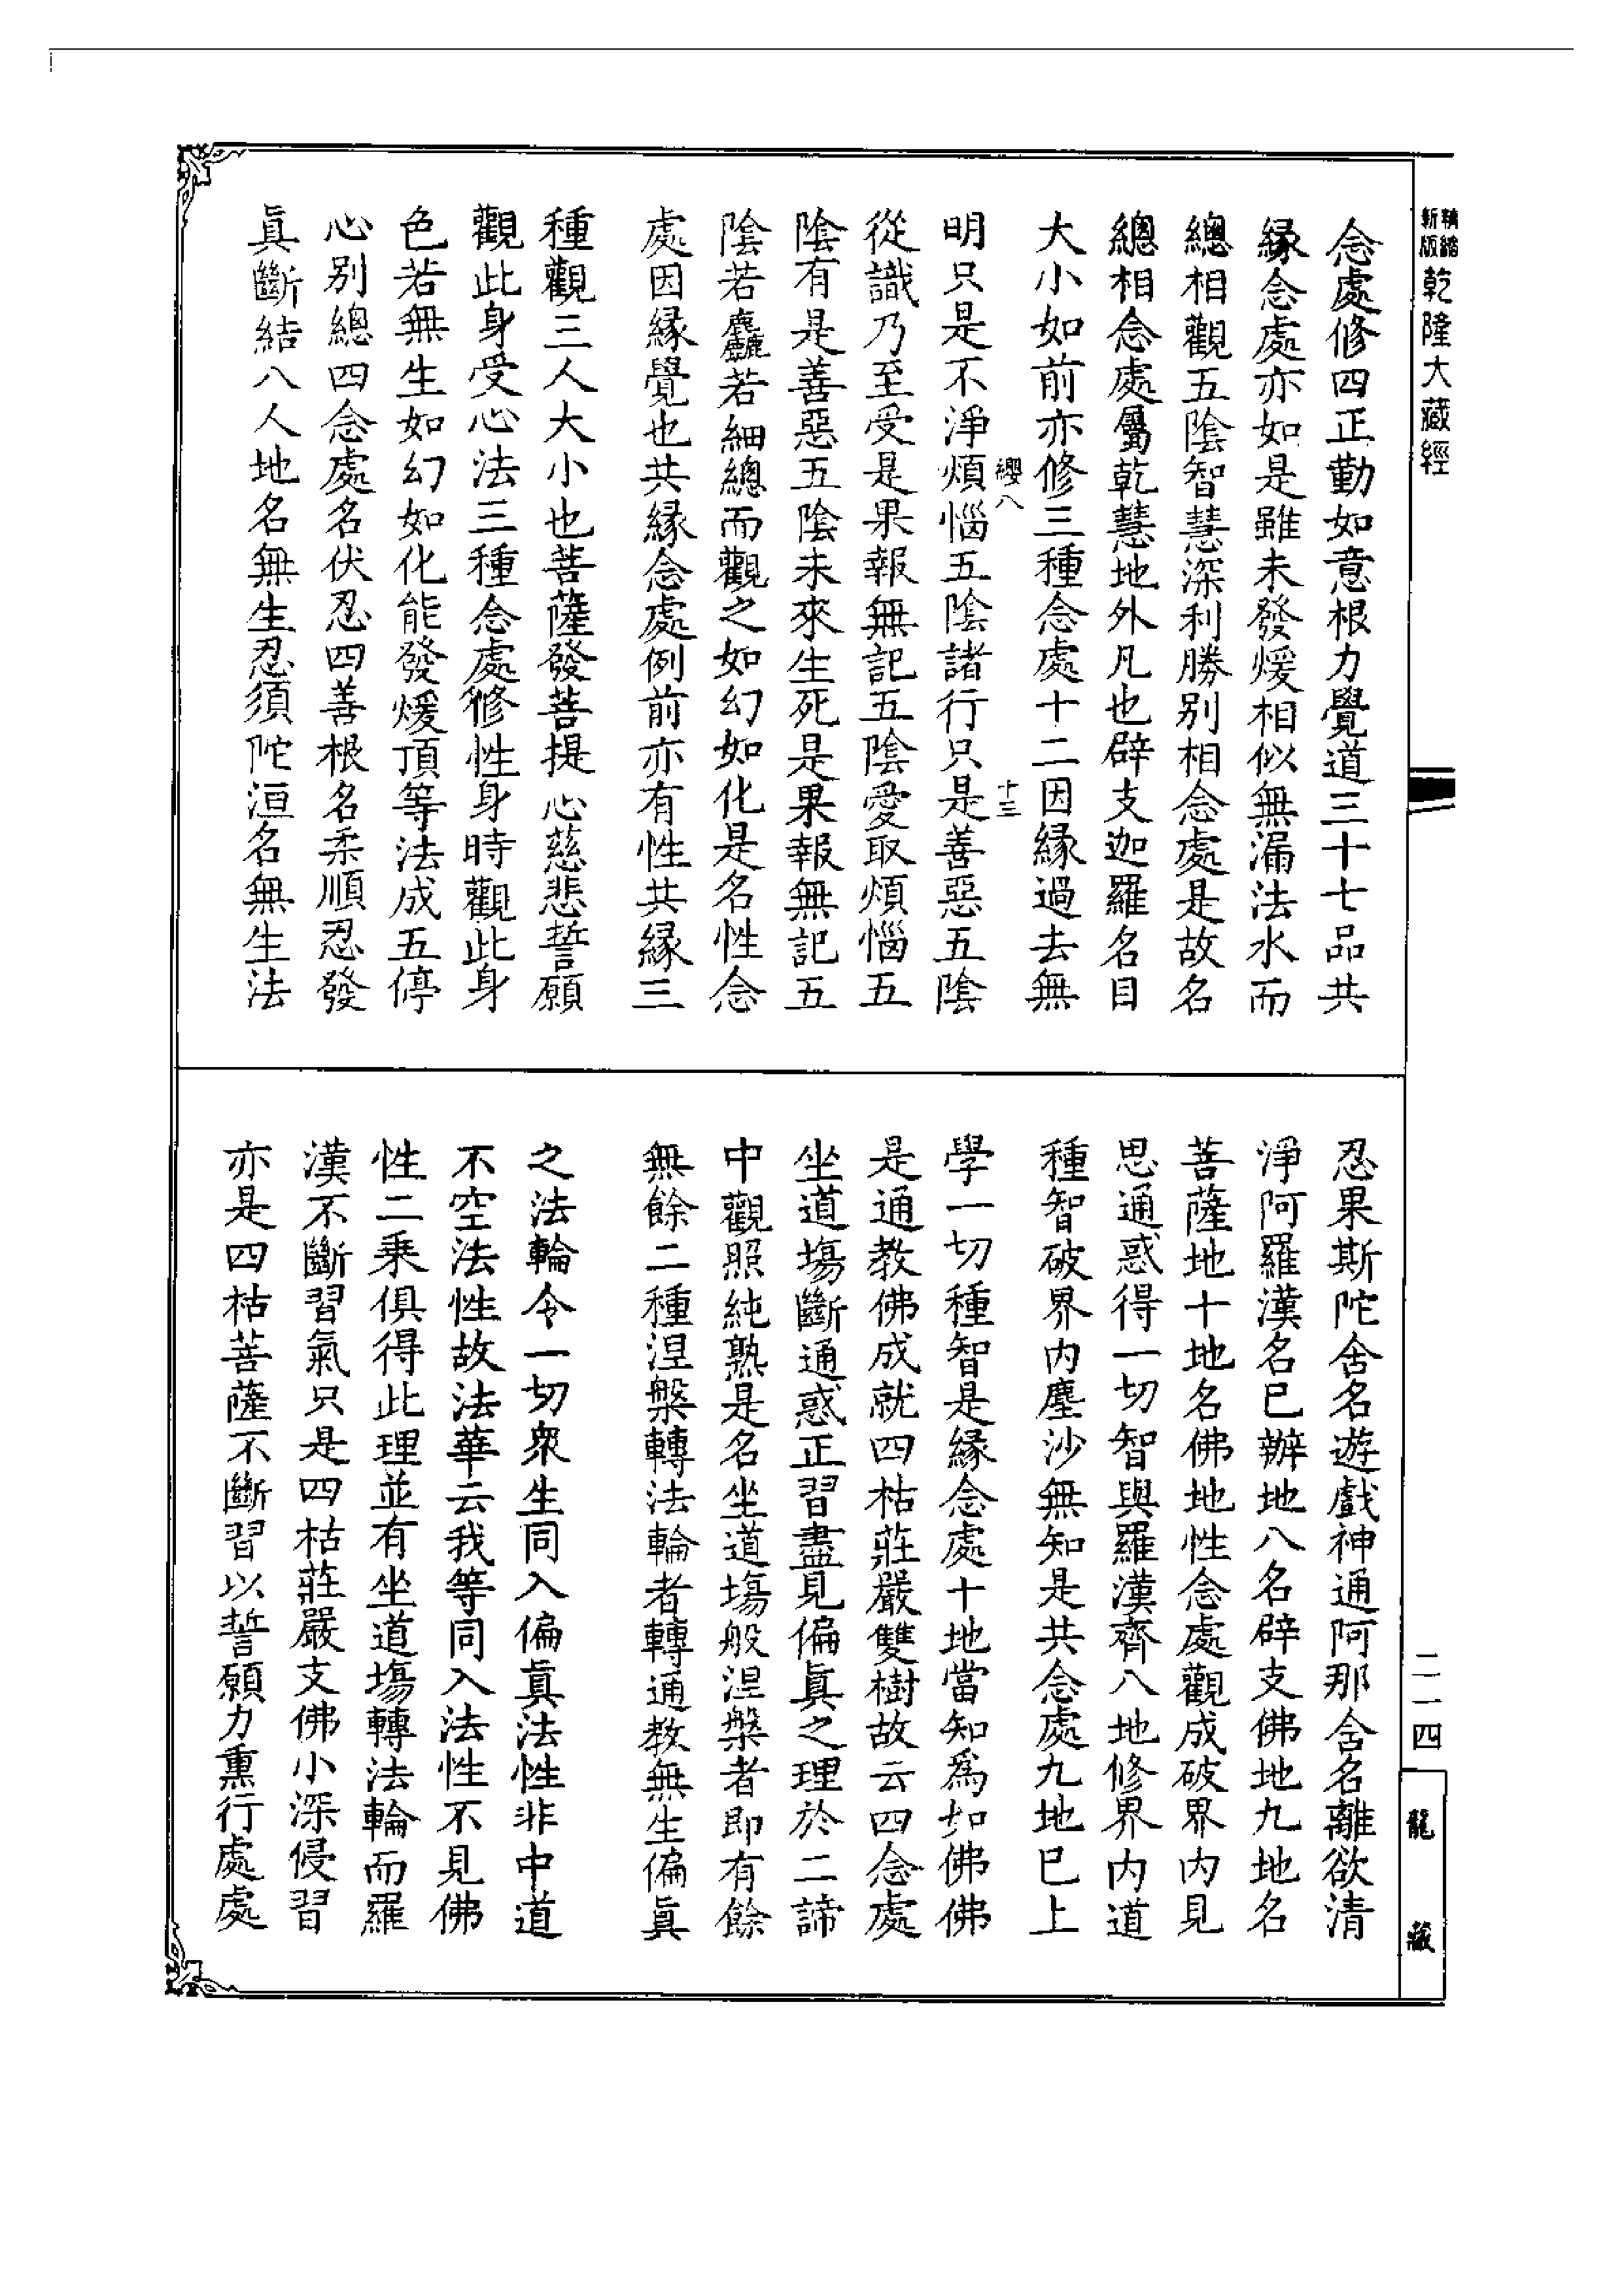 精縮
新版
乾隆大藏經
念處修四正勤如意根力覺道三十七品共
緣念處亦如是雖未發煖相似無漏法水而
總相觀五陰智慧深利勝別相念處是故名
總相念處屬乾慧地外凡也辟支迦羅名目
大小如前亦修三種念處十二因緣過去無
纓八
十三
明只是不淨煩惱五陰諸行只是善惡五陰
從識乃至受是果報無記五陰愛取煩惱五
陰有是善惡五陰未來生死是果報無記五
陰若麤若細總而觀之如幻如化是名性念
處因緣覺也共緣念處例前亦有性共緣三
種觀三人大小也菩薩發菩提心慈悲誓願
觀此身受心法三種念處修性身時觀此身
色若無生如幻如化能發煖頂等法成五停
心別總四念處名伏忍四善根名柔順忍發
眞斷結八人地名無生忍須陀洹名無生法
忍果斯陀含名遊戲神通阿那含名離欲清
淨阿羅漢名已辦地八名辟支佛地九地名
菩薩地十地名佛地性念處觀成破界內見
思通惑得一切智與羅漢齊八地修界內道
種智破界內塵沙無知是共念處九地已上
學一切種智是緣念處十地當知爲如佛佛
是通教佛成就四枯莊嚴雙樹故云四念處
坐道塲斷通惑正習盡見偏眞之理於二諦
中觀照純熟是名坐道塲般涅槃者即有餘
無餘二種涅槃轉法輪者轉通教無生偏眞
之法輪令一切衆生同入偏眞法性非中道
不空法性故法華云我等同入法性不見佛
性二乘俱得此理並有坐道塲轉法輪而羅
漢不斷習氣只是四枯莊嚴支佛小深侵習
亦是四枯菩薩不斷習以誓願力熏行處處
二一四
龍藏